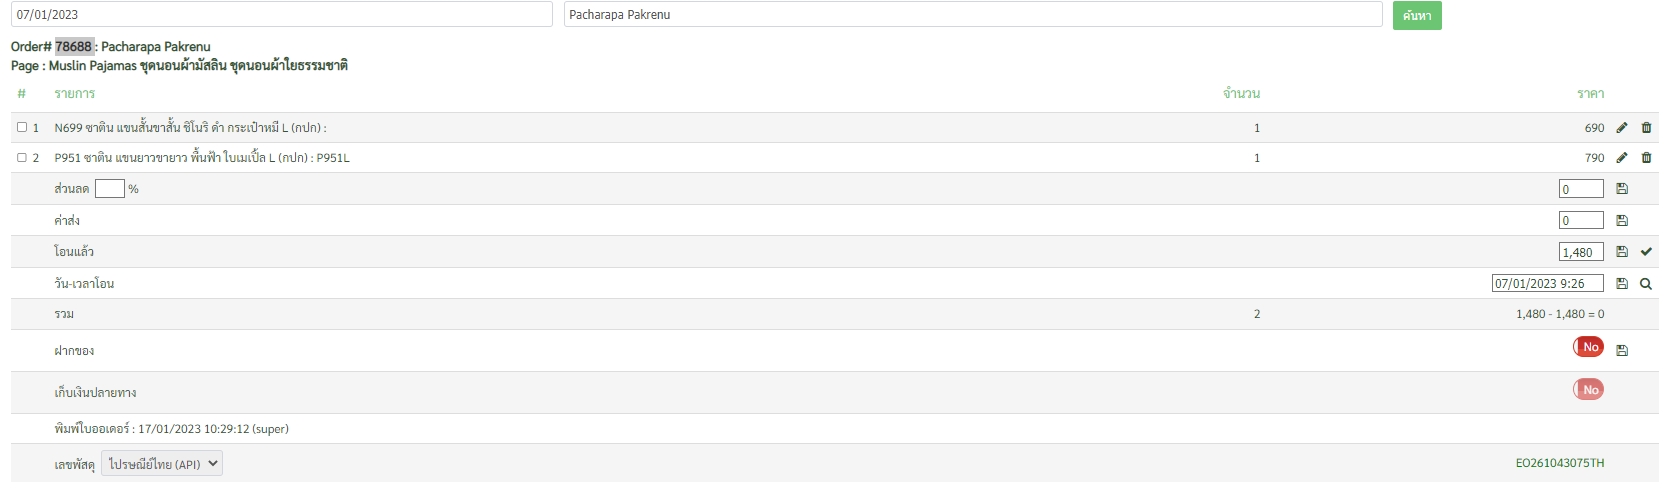 07/01/2023 Pacharapa Pakrenu ค้นหา
Order# 78688 : Pacharapa Pakrenu
Page : Muslin Pajamas ชุดนอนผ้ามัสลิน ชุดนอนผ้าใยธรรมชาติ
# รายการ จำนวน ราคา
1 N699 ซาติน แขนสั้นขาสั้น ชิโนริ ดำ กระเป๋าหมี L (กปก) : 1 690
2 P951 ซาติน แขนยาวขายาว พื้นฟ้า ใบเมเปิ้ล L (กปก) : P951L 1 790
ส่วนลด % 0
ค่าส่ง 0
โอนแล้ว 1,480
วัน-เวลาโอน 07/01/2023 9:26
รวม 2 1,480 - 1,480 = 0
ฝากของ No
เก็บเงินปลายทาง No
พิมพ์ใบออเดอร์ : 17/01/2023 10:29:12 (super)
เลขพัสดุ ไปรษณีย์ไทย (API) EO261043075TH